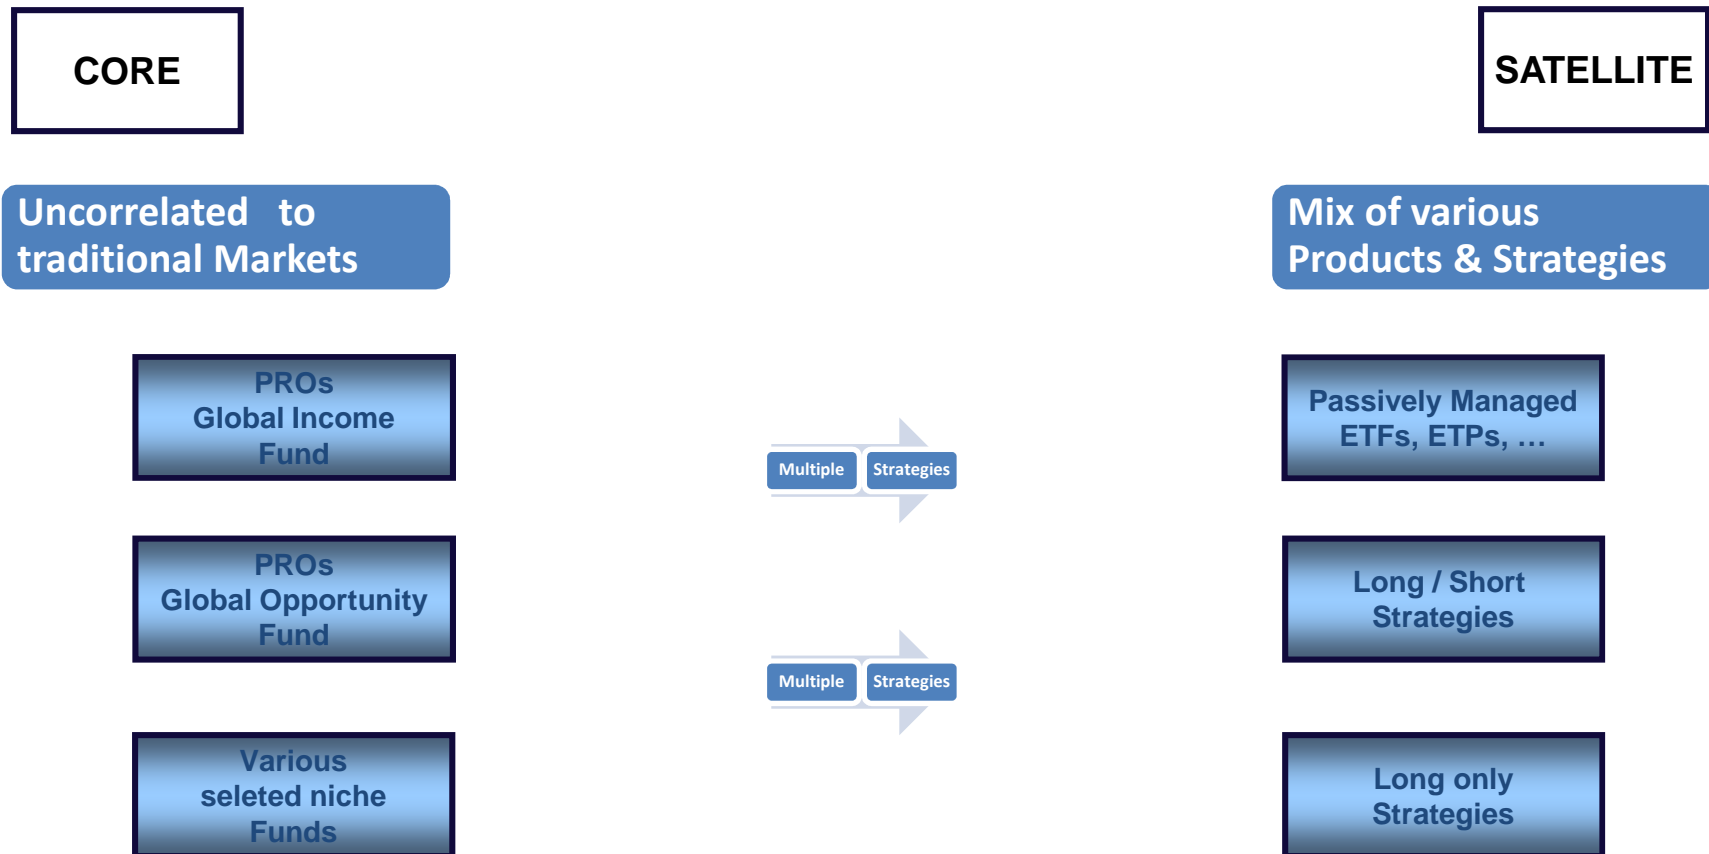 CORE
SATELLITE
Uncorrelated to
traditional Markets
Mix of various
Products & Strategies
PROs
Global Income
Fund
Multiple Strategies
Passively Managed
ETFs, ETPs, ...
PROs
Global Opportunity
Fund
Multiple Strategies
Long / Short
Strategies
Various
seleted niche
Funds
Long only
Strategies